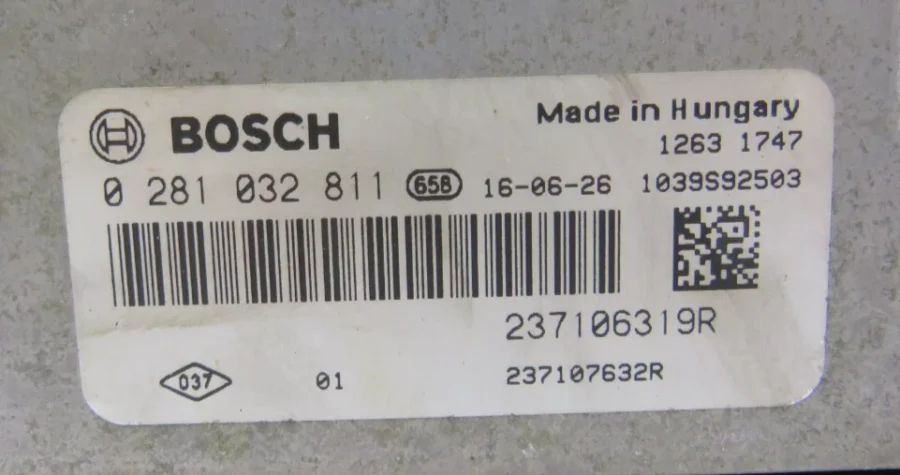 BOSCH
Made in Hungary
1263 1747
0 281 032 811 658 16-06-26 1039S92503
237106319R
037 01 237107632R